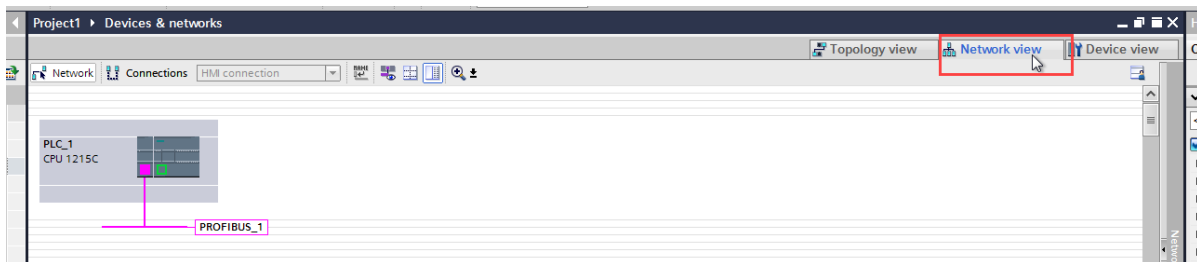 Project1 ▸ Devices & networks
Topology view
Network view
Device view
Network
Connections
HMI connection
PLC_1
CPU 1215C
PROFIBUS_1